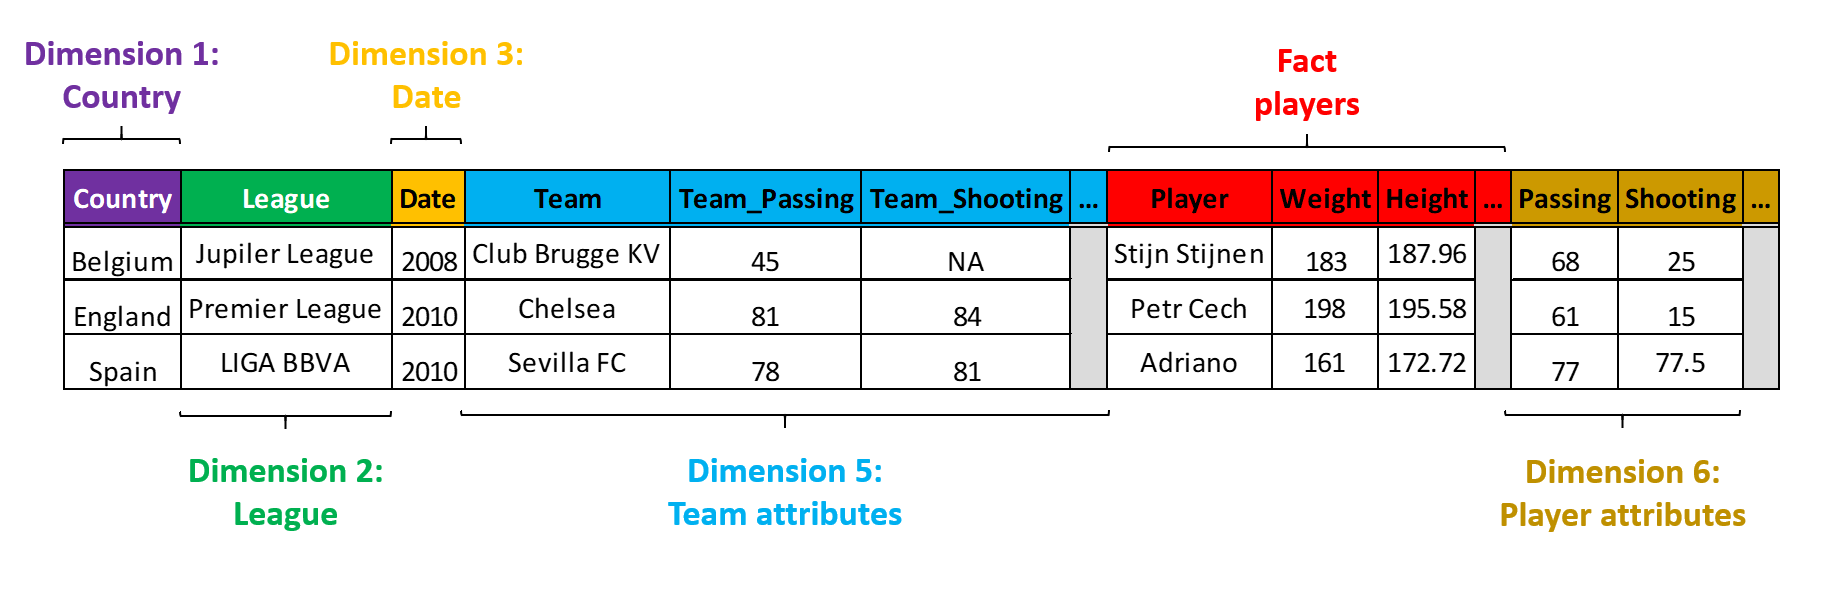 Dimension 1:
Country
Dimension 3:
Date
Fact
players
Country League Date Team Team_Passing Team_Shooting ... Player Weight Height ... Passing Shooting ...
Belgium Jupiler League 2008 Club Brugge KV 45 NA Stijn Stijnen 183 187.96 68 25
England Premier League 2010 Chelsea 81 84 Petr Cech 198 195.58 61 15
Spain LIGA BBVA 2010 Sevilla FC 78 81 Adriano 161 172.72 77 77.5
Dimension 2:
League
Dimension 5:
Team attributes
Dimension 6:
Player attributes